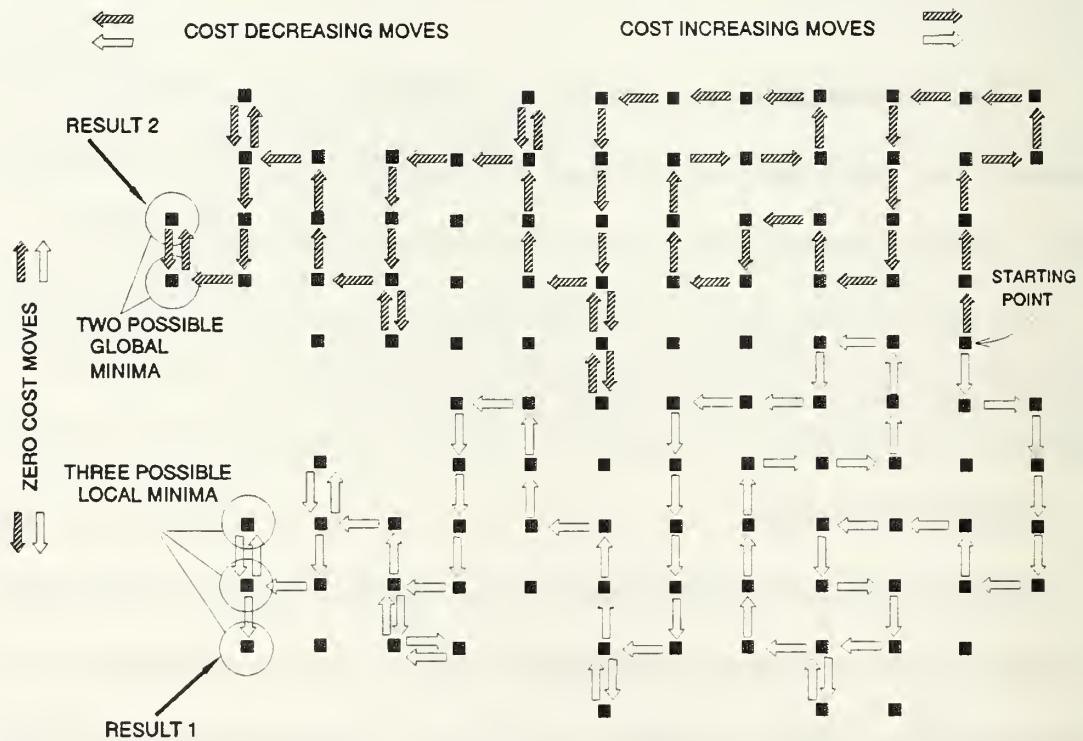 COST DECREASING MOVES
COST INCREASING MOVES
RESULT 2
STARTING
POINT
TWO POSSIBLE
GLOBAL
MINIMA
ZERO COST MOVES
THREE POSSIBLE
LOCAL MINIMA
RESULT 1